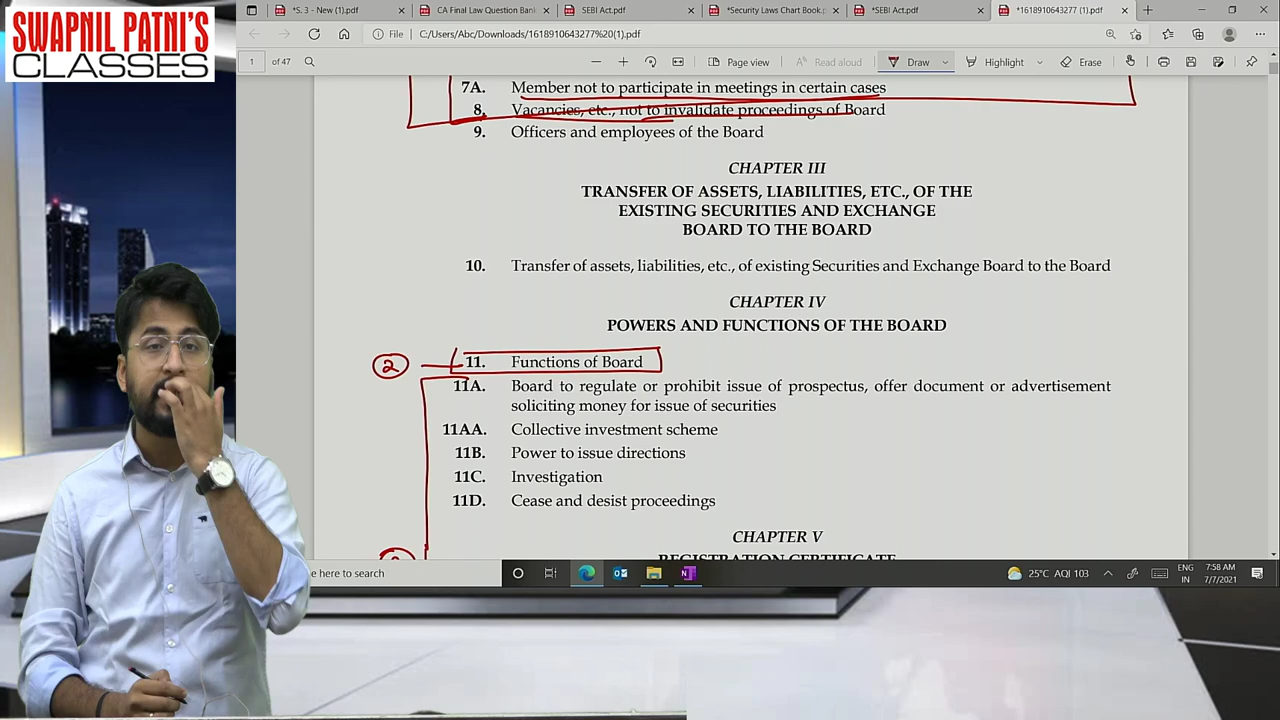 SWAPNIL PATNI'S
CLASSES
*S. 3 - New (1).pdf
CA Final Law Question Ban
SEBI Act.pdf
*Security Laws Chart Book.p
*SEBI Act.pdf
*1618910643277 (1).pdf
File
C:/Users/Abc/Downloads/1618910643277%20(1).pdf
1 of 47
Page view
Read aloud
Draw
Highlight
Erase
7A. Member not to participate in meetings in certain cases
8. Vacancies, etc., not to invalidate proceedings of Board
9. Officers and employees of the Board
CHAPTER III
TRANSFER OF ASSETS, LIABILITIES, ETC., OF THE
EXISTING SECURITIES AND EXCHANGE
BOARD TO THE BOARD
10. Transfer of assets, liabilities, etc., of existing Securities and Exchange Board to the Board
CHAPTER IV
POWERS AND FUNCTIONS OF THE BOARD
2
11. Functions of Board
11A. Board to regulate or prohibit issue of prospectus, offer document or advertisement
soliciting money for issue of securities
11AA. Collective investment scheme
11B. Power to issue directions
11C. Investigation
11D. Cease and desist proceedings
CHAPTER V
REGISTRATION CERTIFICATE
e here to search
25°C AQI 103
ENG
IN
7:58 AM
7/7/2021